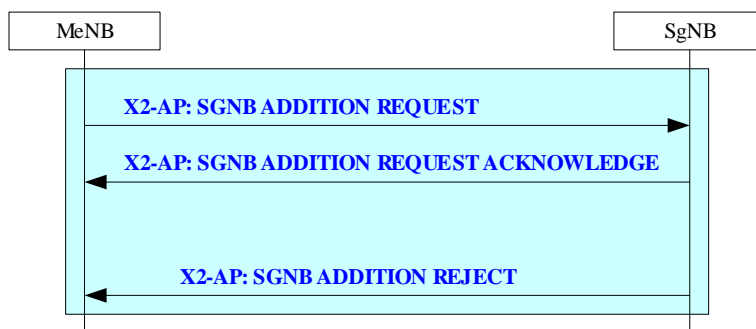 MeNB
SgNB
X2-AP: SGNB ADDITION REQUEST
X2-AP: SGNB ADDITION REQUEST ACKNOWLEDGE
X2-AP: SGNB ADDITION REJECT